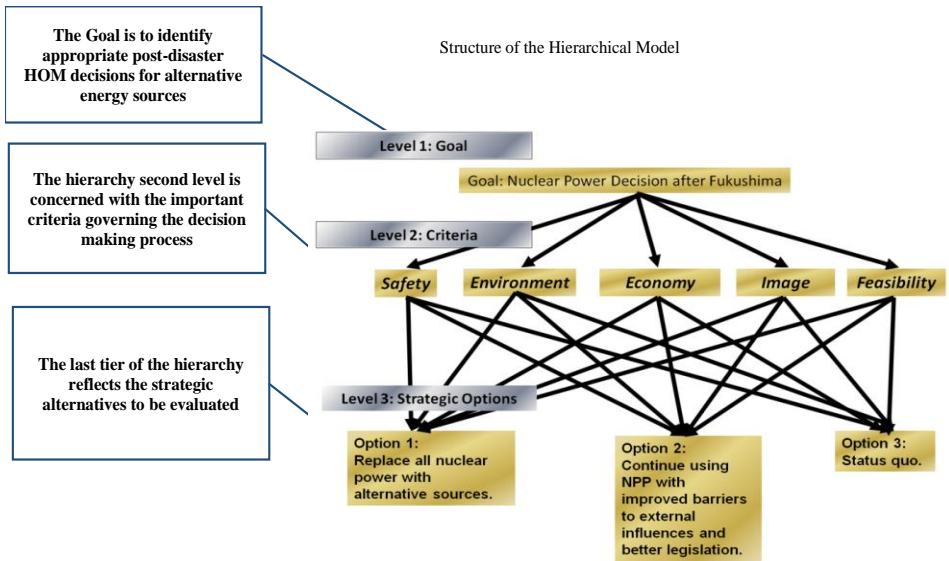 The Goal is to identify
appropriate post-disaster
HOM decisions for alternative
energy sources
Structure of the Hierarchical Model
Level 1: Goal
Goal: Nuclear Power Decision after Fukushima
The hierarchy second level is
concerned with the important
criteria governing the decision
making process
Level 2: Criteria
Safety
Environment
Economy
Image
Feasibility
The last tier of the hierarchy
reflects the strategic
alternatives to be evaluated
Level 3: Strategic Options
Option 1:
Replace all nuclear
power with
alternative sources.
Option 2:
Continue using
NPP with
improved barriers
to external
influences and
better legislation.
Option 3:
Status quo.